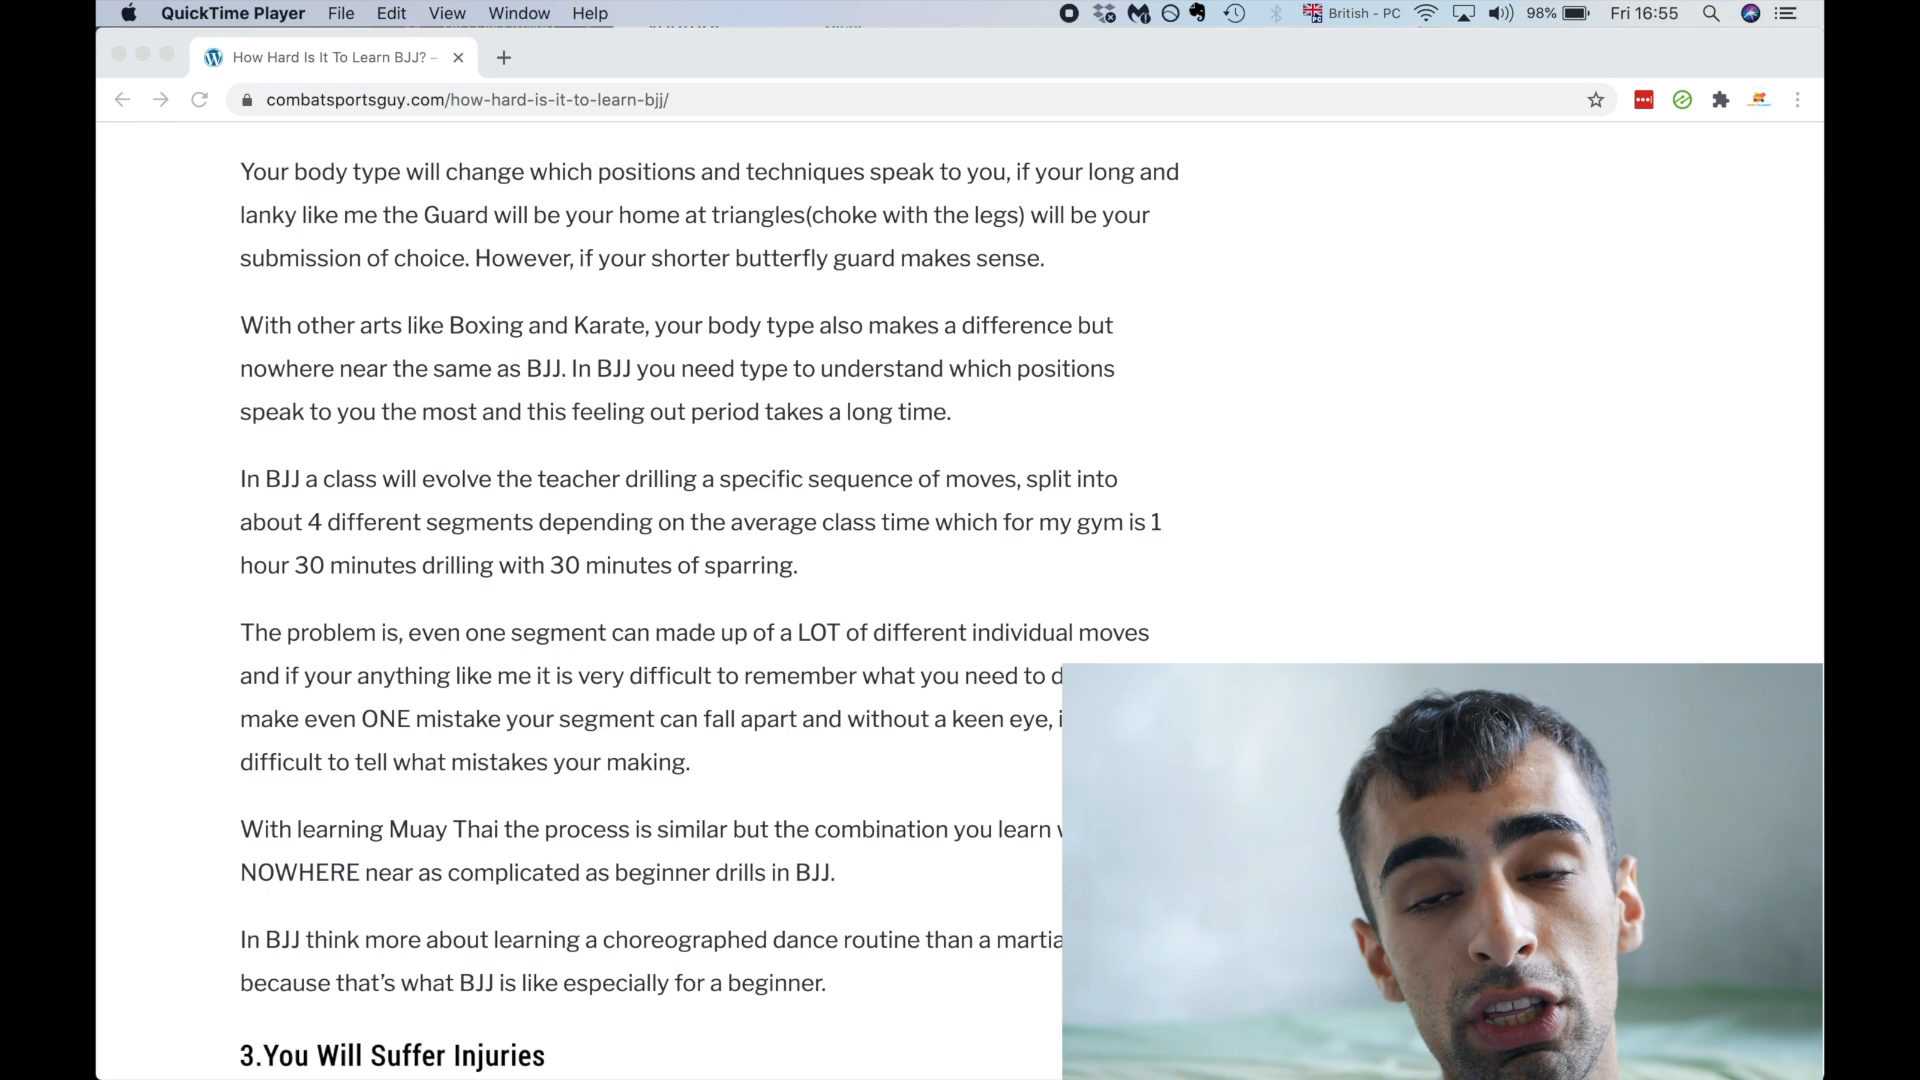 QuickTime Player File Edit View Window Help British - PC 98% Fri 16:55
How Hard Is It To Learn BJJ? –
combatsportsguy.com/how-hard-is-it-to-learn-bjj/
Your body type will change which positions and techniques speak to you, if your long and
lanky like me the Guard will be your home at triangles(choke with the legs) will be your
submission of choice. However, if your shorter butterfly guard makes sense.
With other arts like Boxing and Karate, your body type also makes a difference but
nowhere near the same as BJJ. In BJJ you need type to understand which positions
speak to you the most and this feeling out period takes a long time.
In BJJ a class will evolve the teacher drilling a specific sequence of moves, split into
about 4 different segments depending on the average class time which for my gym is 1
hour 30 minutes drilling with 30 minutes of sparring.
The problem is, even one segment can made up of a LOT of different individual moves
and if your anything like me it is very difficult to remember what you need to
make even ONE mistake your segment can fall apart and without a keen eye,
difficult to tell what mistakes your making.
With learning Muay Thai the process is similar but the combination you learn
NOWHERE near as complicated as beginner drills in BJJ.
In BJJ think more about learning a choreographed dance routine than a martia
because that's what BJJ is like especially for a beginner.
3.You Will Suffer Injuries